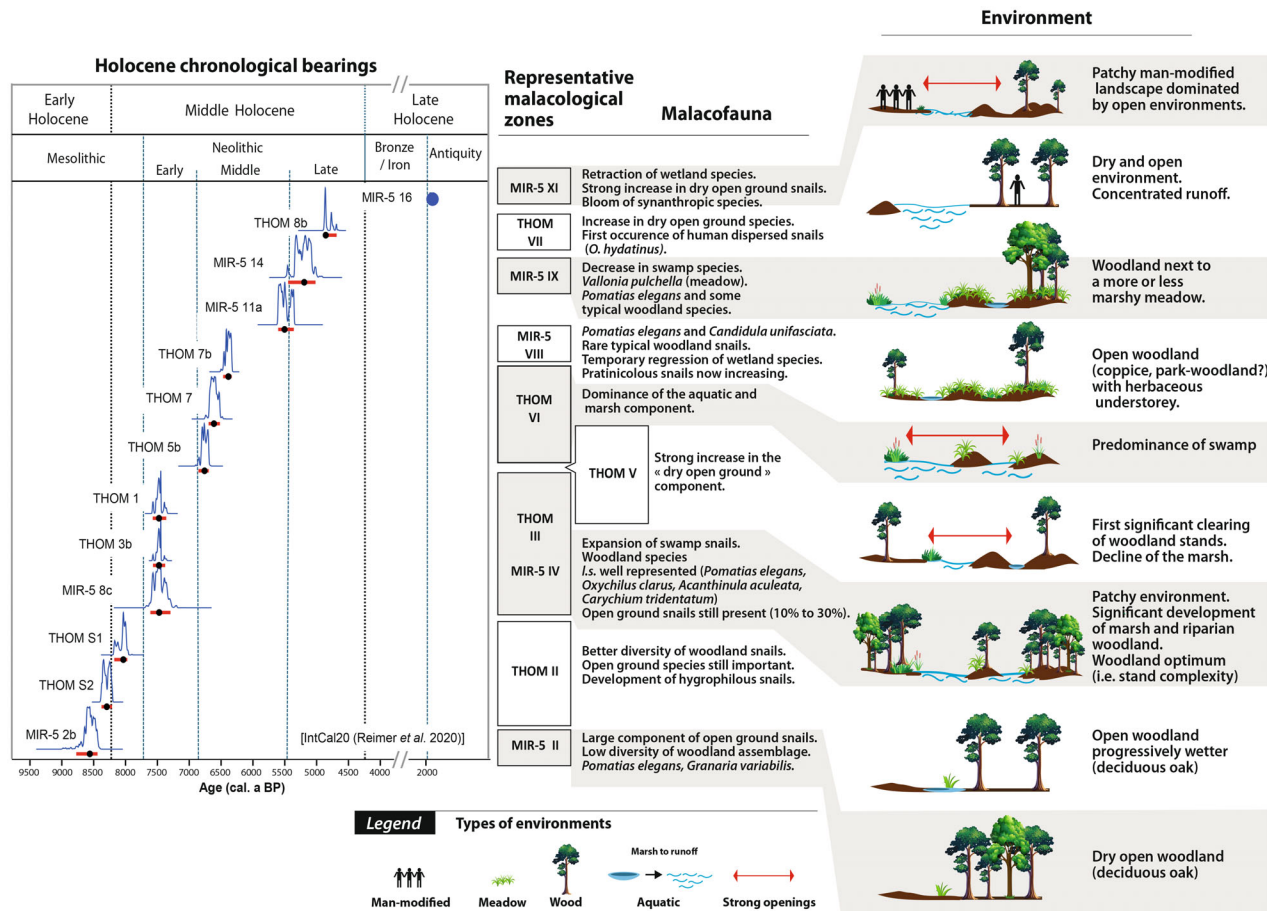 Environment
Holocene chronological bearings
Early
Holocene
Middle Holocene
Late
Holocene
Mesolithic
Neolithic
Early
Middle
Late
Bronze
/ Iron
Antiquity
MIR-5 16
THOM 8b
MIR-5 14
MIR-5 11a
THOM 7b
THOM 7
THOM 5b
THOM 1
THOM 3b
MIR-5 8c
THOM S1
THOM S2
MIR-5 2b
[IntCal20 (Reimer et al. 2020)]
9500 9000 8500 8000 7500 7000 6500 6000 5500 5000 4500 4000 2000
Age (cal. a BP)
Representative
malacological
zones
Malacofauna
MIR-5 XI
Retraction of wetland species.
Strong increase in dry open ground snails.
Bloom of synanthropic species.
THOM
VII
Increase in dry open ground species.
First occurence of human dispersed snails
(O. hydatinus).
MIR-5 IX
Decrease in swamp species.
Vallonia pulchella (meadow).
Pomatias elegans and some
typical woodland species.
MIR-5
VIII
Pomatias elegans and Candidula unifasciata.
Rare typical woodland snails.
Temporary regression of wetland species.
Pratinicolous snails now increasing.
THOM
VI
Dominance of the aquatic and
marsh component.
THOM V
Strong increase in the
« dry open ground »
component.
THOM
III
MIR-5 IV
Expansion of swamp snails.
Woodland species
l.s. well represented (Pomatias elegans,
Oxychilus clarus, Acanthinula aculeata,
Carychium tridentatum)
Open ground snails still present (10% to 30%).
THOM II
Better diversity of woodland snails.
Open ground species still important.
Development of hygrophilous snails.
MIR-5 II
Large component of open ground snails.
Low diversity of woodland assemblage.
Pomatias elegans, Granaria variabilis.
Patchy man-modified
landscape dominated
by open environments.
Dry and open
environment.
Concentrated runoff.
Woodland next to
a more or less
marshy meadow.
Open woodland
(coppice, park-woodland?)
with herbaceous
understorey.
Predominance of swamp
First significant clearing
of woodland stands.
Decline of the marsh.
Patchy environment.
Significant development
of marsh and riparian
woodland.
Woodland optimum
(i.e. stand complexity)
Open woodland
progressively wetter
(deciduous oak)
Dry open woodland
(deciduous oak)
Legend
Types of environments
Man-modified
Meadow
Wood
Marsh to runoff
Aquatic
Strong openings